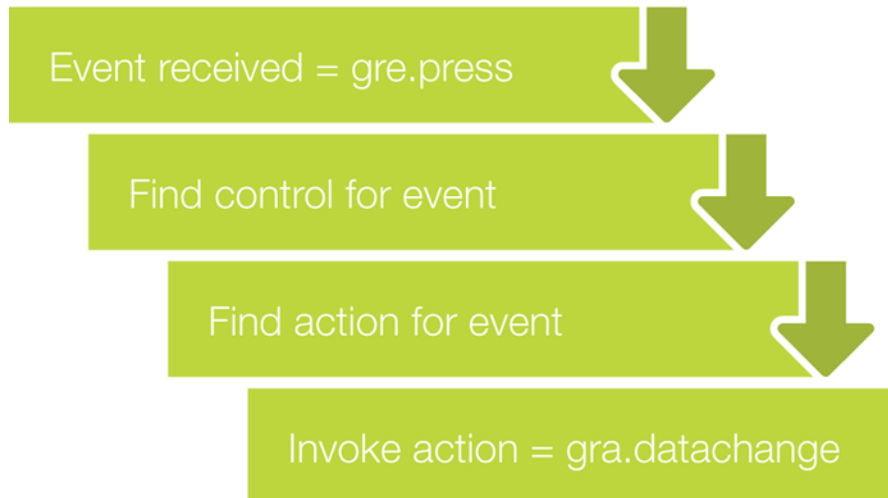 Event received = gre.press
Find control for event
Find action for event
Invoke action = gra.datachange